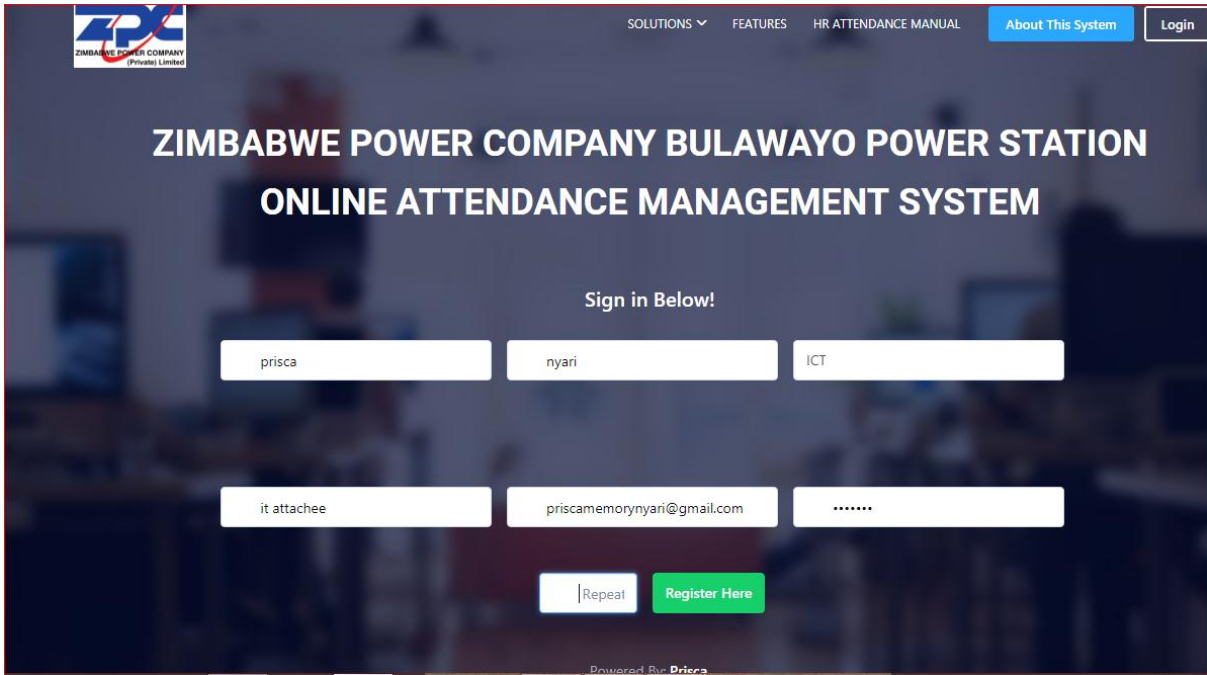 ZPC
ZIMBABWE POWER COMPANY
(Private) Limited
SOLUTIONS FEATURES HR ATTENDANCE MANUAL About This System Login
ZIMBABWE POWER COMPANY BULAWAYO POWER STATION
ONLINE ATTENDANCE MANAGEMENT SYSTEM
Sign in Below!
prisca nyari ICT
it attachee priscamemorynyari@gmail.com •••••••
Repeat Register Here
Powered By: Prisca